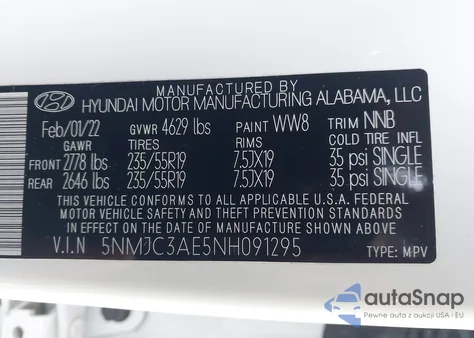 MANUFACTURED BY
HYUNDAI MOTOR MANUFACTURING ALABAMA, LLC
Feb/01/22 GVWR 4629 lbs PAINT WW8 TRIM NNB
GAWR TIRES RIMS COLD TIRE INFL
FRONT 2778 lbs 235/55R19 7.5JX19 35 psi SINGLE
REAR 2646 lbs 235/55R19 7.5JX19 35 psi SINGLE
THIS VEHICLE CONFORMS TO ALL APPLICABLE U.S.A. FEDERAL
MOTOR VEHICLE SAFETY AND THEFT PREVENTION STANDARDS
IN EFFECT ON THE DATE OF MANUFACTURE SHOWN ABOVE.
V.I.N 5NMJC3AE5NH091295 TYPE: MPV
autoSnap
Pewne auta z aukcji USA i EU